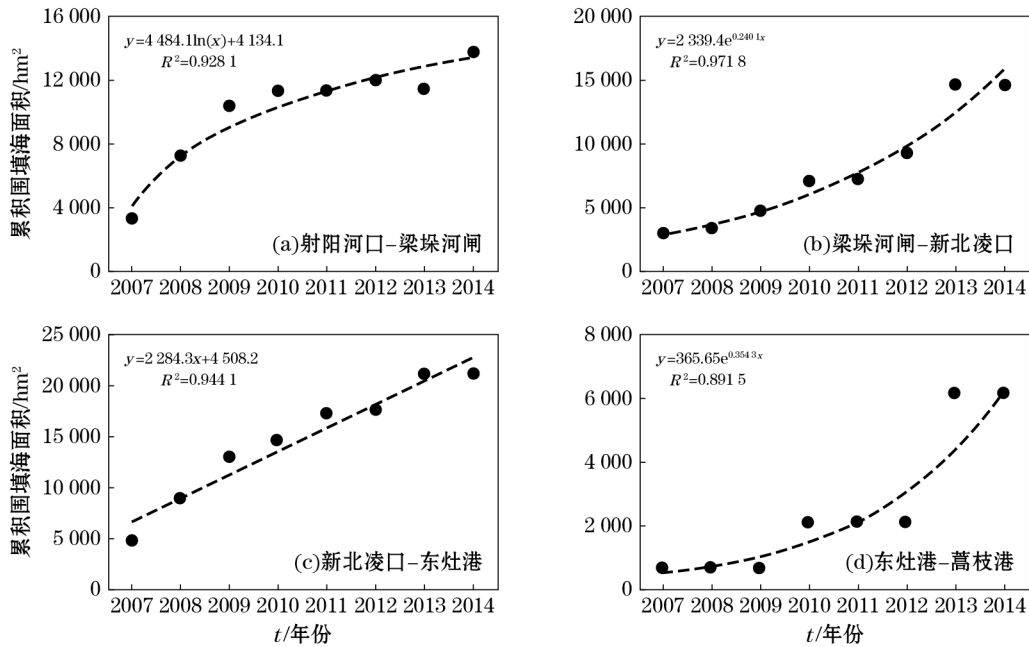 累积围填海面积/hm²
16 000
12 000
8 000
4 000
0
y=4 484.1ln(x)+4 134.1
R²=0.928 1
(a)射阳河口–梁垛河闸
2007 2008 2009 2010 2011 2012 2013 2014
20 000
15 000
10 000
5 000
0
y=2 339.4e^0.240 1x
R²=0.971 8
(b)梁垛河闸–新北凌口
2007 2008 2009 2010 2011 2012 2013 2014
累积围填海面积/hm²
25 000
20 000
15 000
10 000
5 000
0
y=2 284.3x+4 508.2
R²=0.944 1
(c)新北凌口–东灶港
2007 2008 2009 2010 2011 2012 2013 2014
t/年份
8 000
6 000
4 000
2 000
0
y=365.65e^0.354 3x
R²=0.891 5
(d)东灶港–蒿枝港
2007 2008 2009 2010 2011 2012 2013 2014
t/年份